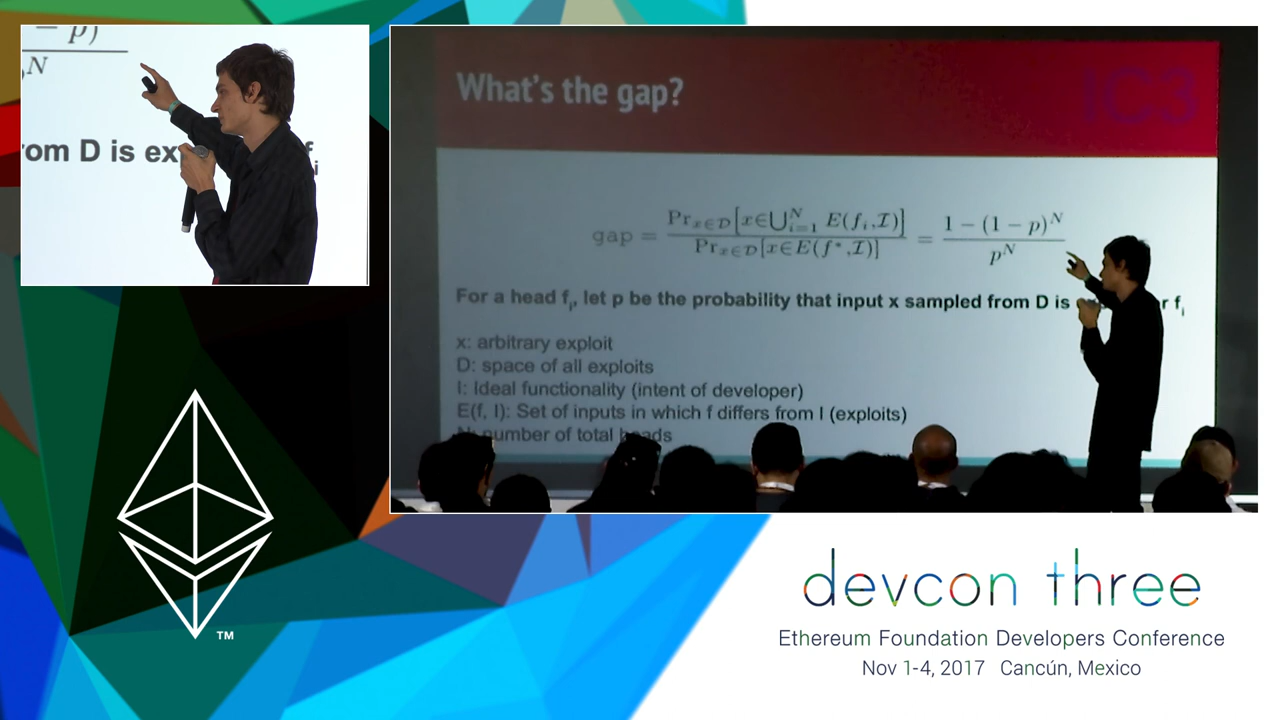 – p)
N
om D is ex f i
What's the gap?
IC3
gap = Pr_{x∈D}[x∈⋃_{i=1}^{N} E(f_i,I)] / Pr_{x∈D}[x∈E(f*,I)] = 1 − (1 − p)^N / p^N
For a head f_i, let p be the probability that input x sampled from D is r f_i
x: arbitrary exploit
D: space of all exploits
I: Ideal functionality (intent of developer)
E(f, I): Set of inputs in which f differs from I (exploits)
N: number of total heads
TM
devcon three
Ethereum Foundation Developers Conference
Nov 1-4, 2017 Cancún, Mexico